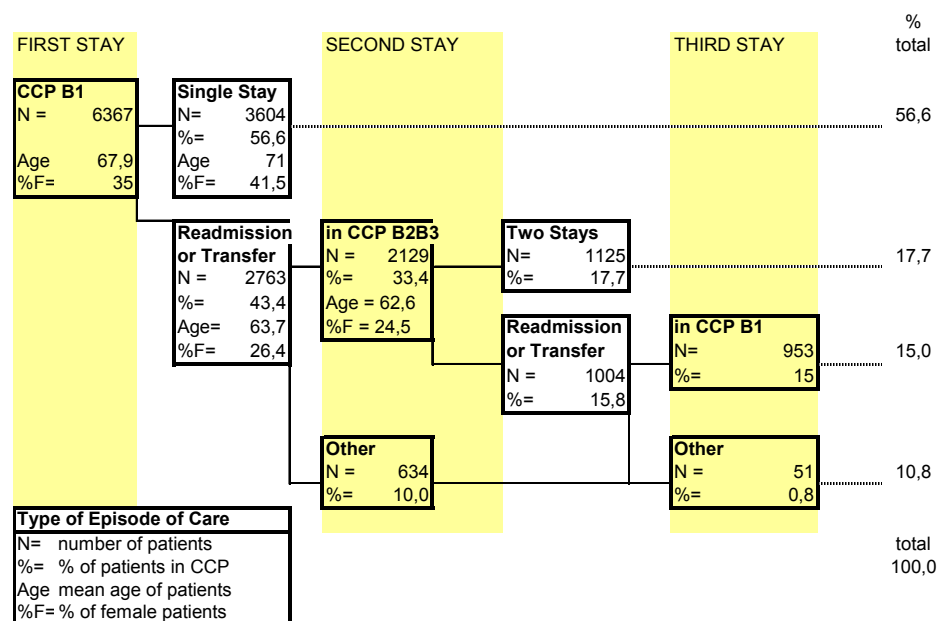 %
FIRST STAY SECOND STAY THIRD STAY total
CCP B1
N = 6367
Age 67,9
%F= 35
Single Stay
N= 3604
%= 56,6
Age 71
%F= 41,5
56,6
Readmission
or Transfer
N = 2763
%= 43,4
Age= 63,7
%F= 26,4
in CCP B2B3
N = 2129
%= 33,4
Age = 62,6
%F = 24,5
Two Stays
N= 1125
%= 17,7
17,7
Readmission
or Transfer
N = 1004
%= 15,8
in CCP B1
N= 953
%= 15
15,0
Other
N = 634
%= 10,0
Other
N = 51
%= 0,8
10,8
Type of Episode of Care
N= number of patients
%= % of patients in CCP
Age mean age of patients
%F= % of female patients
total
100,0